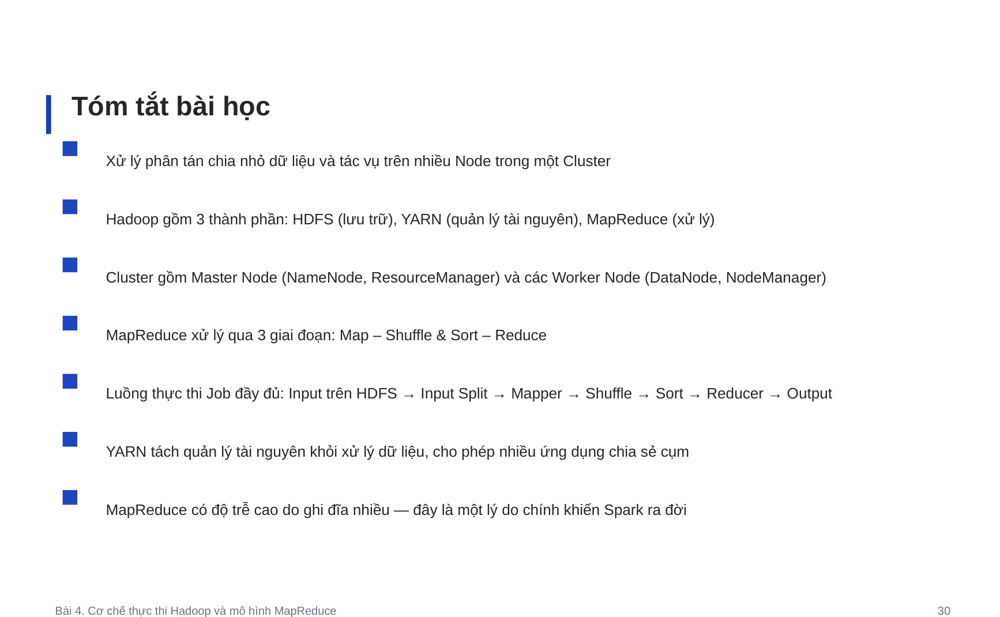 Tóm tắt bài học
Xử lý phân tán chia nhỏ dữ liệu và tác vụ trên nhiều Node trong một Cluster
Hadoop gồm 3 thành phần: HDFS (lưu trữ), YARN (quản lý tài nguyên), MapReduce (xử lý)
Cluster gồm Master Node (NameNode, ResourceManager) và các Worker Node (DataNode, NodeManager)
MapReduce xử lý qua 3 giai đoạn: Map – Shuffle & Sort – Reduce
Luồng thực thi Job đầy đủ: Input trên HDFS → Input Split → Mapper → Shuffle → Sort → Reducer → Output
YARN tách quản lý tài nguyên khỏi xử lý dữ liệu, cho phép nhiều ứng dụng chia sẻ cụm
MapReduce có độ trễ cao do ghi đĩa nhiều — đây là một lý do chính khiến Spark ra đời
Bài 4. Cơ chế thực thi Hadoop và mô hình MapReduce
30